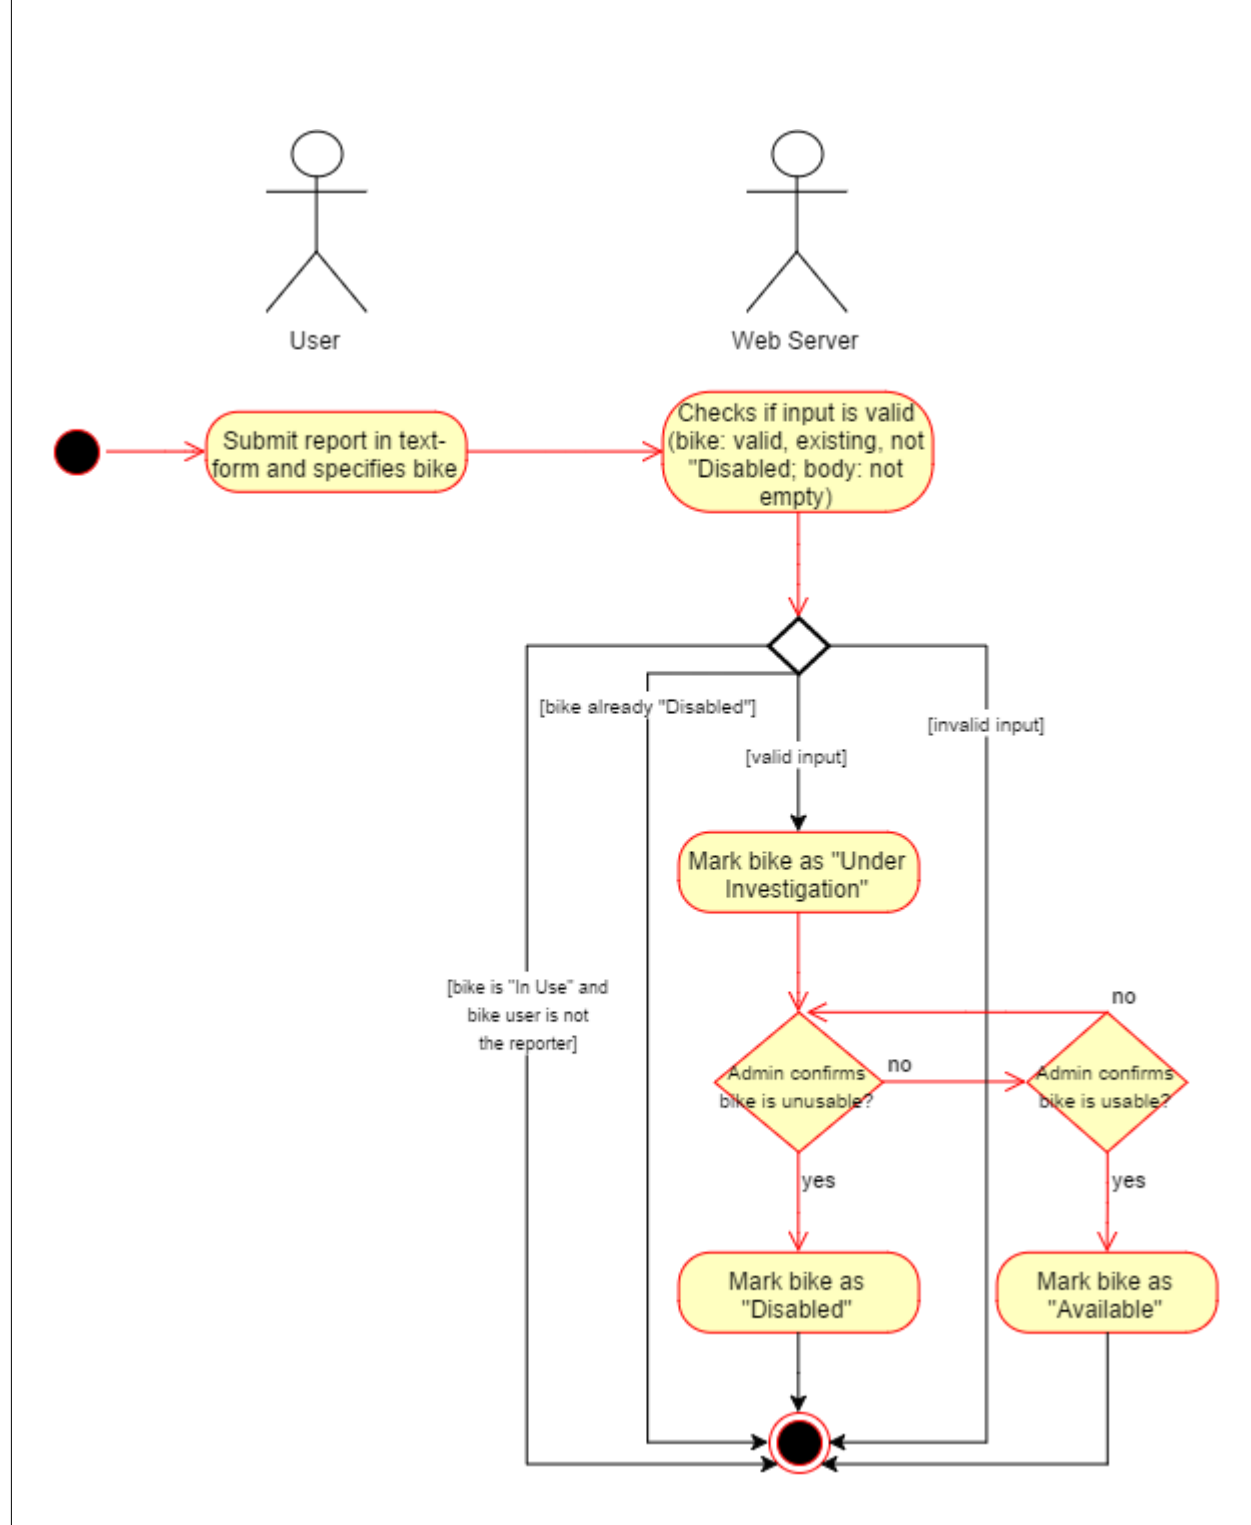 User
Web Server
Submit report in text-
form and specifies bike
Checks if input is valid
(bike: valid, existing, not
"Disabled; body: not
empty)
[bike already "Disabled"]
[invalid input]
[valid input]
Mark bike as "Under
Investigation"
[bike is "In Use" and
bike user is not
the reporter]
no
Admin confirms
bike is unusable?
no
Admin confirms
bike is usable?
yes
yes
Mark bike as
"Disabled"
Mark bike as
"Available"